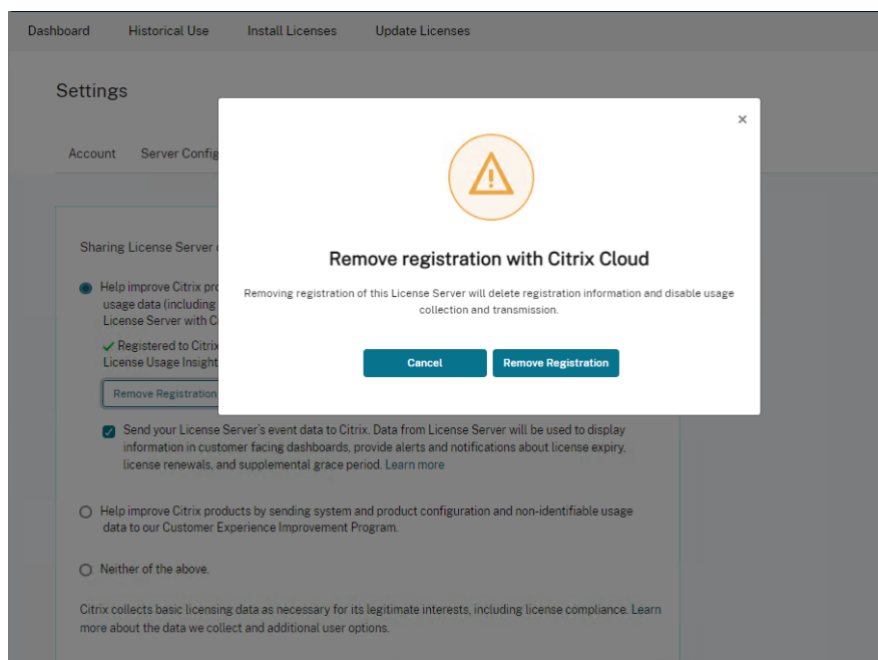 Dashboard Historical Use Install Licenses Update Licenses
Settings
Account Server Config
×
Remove registration with Citrix Cloud
Removing registration of this License Server will delete registration information and disable usage
collection and transmission.
Cancel Remove Registration
Sharing License Server
Help improve Citrix pro
usage data (including
License Server with C
Registered to Citrix
License Usage Insight
Remove Registration
Send your License Server's event data to Citrix. Data from License Server will be used to display
information in customer facing dashboards, provide alerts and notifications about license expiry,
license renewals, and supplemental grace period. Learn more
Help improve Citrix products by sending system and product configuration and non-identifiable usage
data to our Customer Experience Improvement Program.
Neither of the above.
Citrix collects basic licensing data as necessary for its legitimate interests, including license compliance. Learn
more about the data we collect and additional user options.